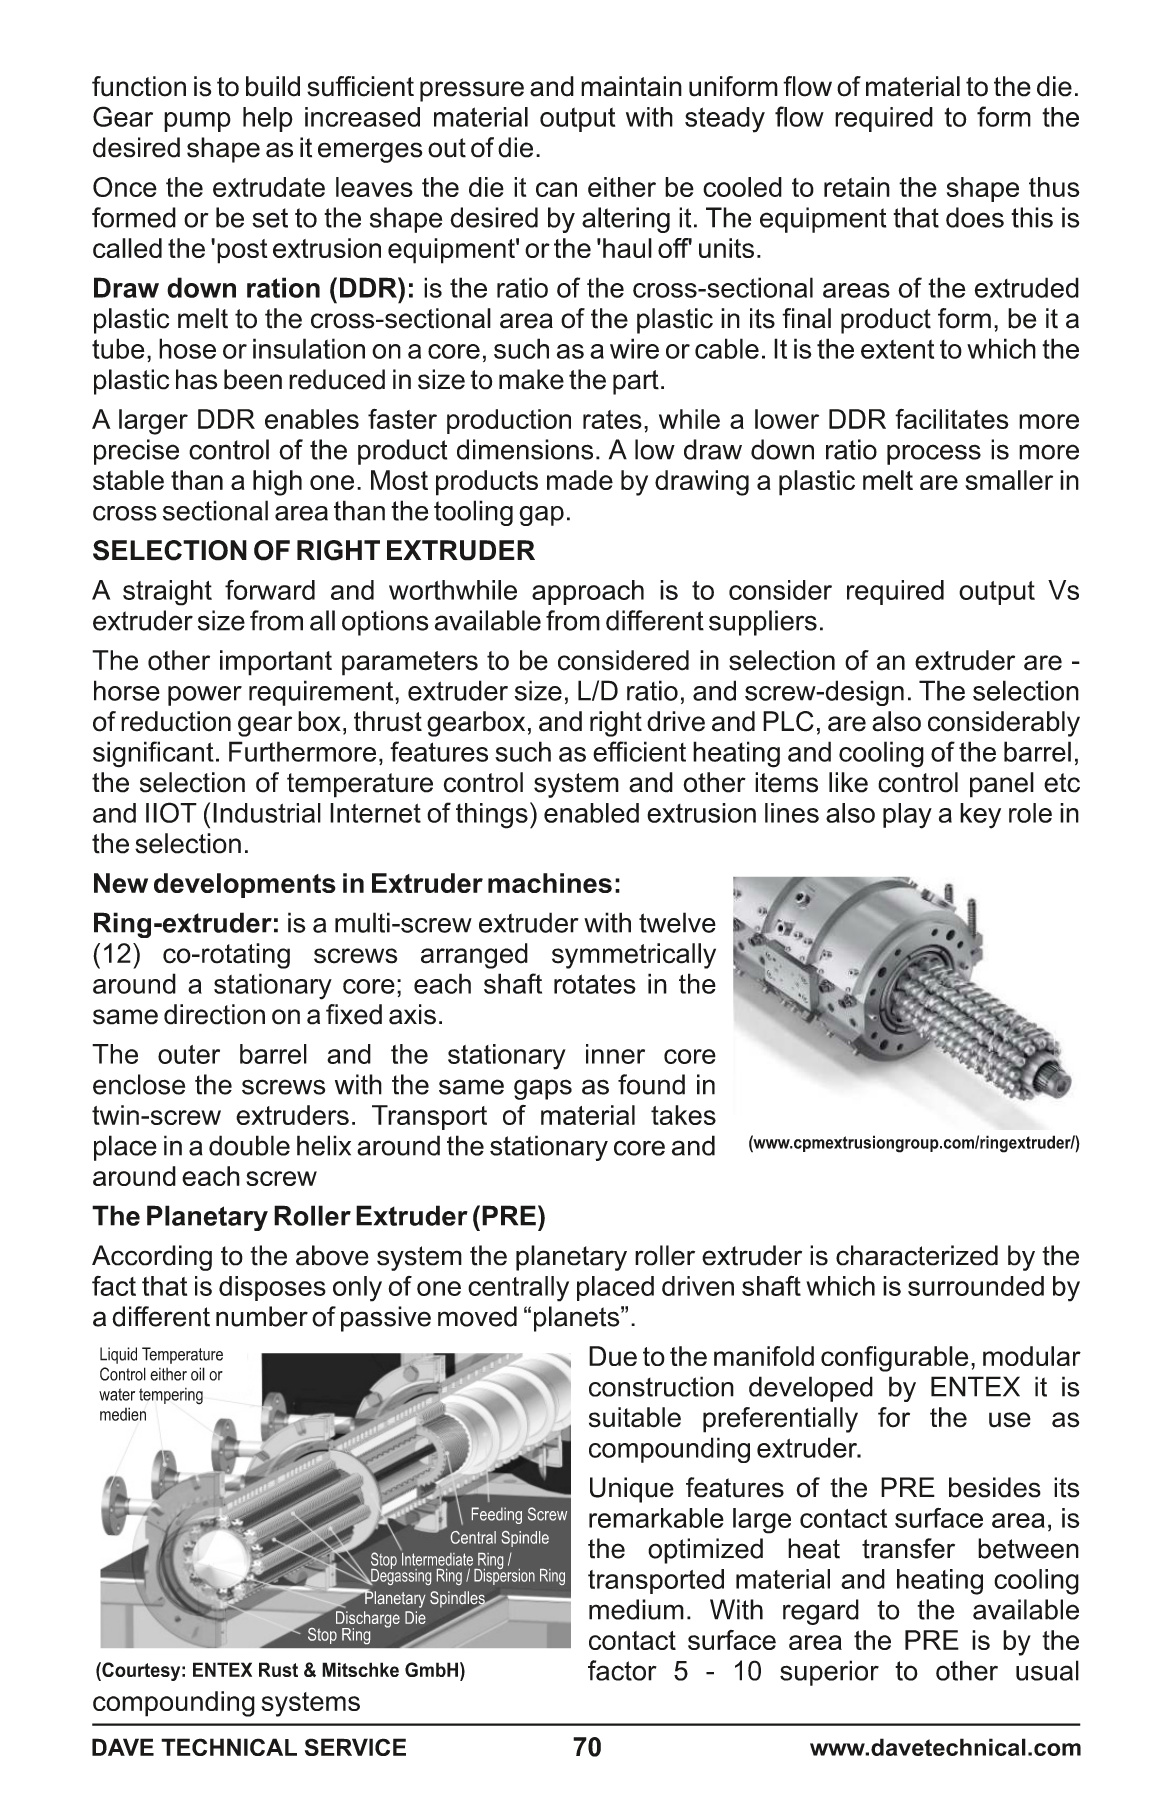 function is to build sufficient pressure and maintain uniform flow of material to the die.
Gear pump help increased material output with steady flow required to form the
desired shape as it emerges out of die.
Once the extrudate leaves the die it can either be cooled to retain the shape thus
formed or be set to the shape desired by altering it. The equipment that does this is
called the 'post extrusion equipment' or the 'haul off' units.
Draw down ration (DDR): is the ratio of the cross-sectional areas of the extruded
plastic melt to the cross-sectional area of the plastic in its final product form, be it a
tube, hose or insulation on a core, such as a wire or cable. It is the extent to which the
plastic has been reduced in size to make the part.
A larger DDR enables faster production rates, while a lower DDR facilitates more
precise control of the product dimensions. A low draw down ratio process is more
stable than a high one. Most products made by drawing a plastic melt are smaller in
cross sectional area than the tooling gap.
SELECTION OF RIGHT EXTRUDER
A straight forward and worthwhile approach is to consider required output Vs
extruder size from all options available from different suppliers.
The other important parameters to be considered in selection of an extruder are -
horse power requirement, extruder size, L/D ratio, and screw-design. The selection
of reduction gear box, thrust gearbox, and right drive and PLC, are also considerably
significant. Furthermore, features such as efficient heating and cooling of the barrel,
the selection of temperature control system and other items like control panel etc
and IIOT (Industrial Internet of things) enabled extrusion lines also play a key role in
the selection.
New developments in Extruder machines:
Ring-extruder: is a multi-screw extruder with twelve
(12) co-rotating screws arranged symmetrically
around a stationary core; each shaft rotates in the
same direction on a fixed axis.
The outer barrel and the stationary inner core
enclose the screws with the same gaps as found in
twin-screw extruders. Transport of material takes
place in a double helix around the stationary core and
around each screw
(www.cpmextrusiongroup.com/ringextruder/)
The Planetary Roller Extruder (PRE)
According to the above system the planetary roller extruder is characterized by the
fact that is disposes only of one centrally placed driven shaft which is surrounded by
a different number of passive moved “planets”.
Liquid Temperature
Control either oil or
water tempering
medien
Feeding Screw
Central Spindle
Stop Intermediate Ring /
Degassing Ring / Dispersion Ring
Planetary Spindles
Discharge Die
Stop Ring
(Courtesy: ENTEX Rust & Mitschke GmbH)
Due to the manifold configurable, modular
construction developed by ENTEX it is
suitable preferentially for the use as
compounding extruder.
Unique features of the PRE besides its
remarkable large contact surface area, is
the optimized heat transfer between
transported material and heating cooling
medium. With regard to the available
contact surface area the PRE is by the
factor 5 - 10 superior to other usual
compounding systems
DAVE TECHNICAL SERVICE
70
www.davetechnical.com